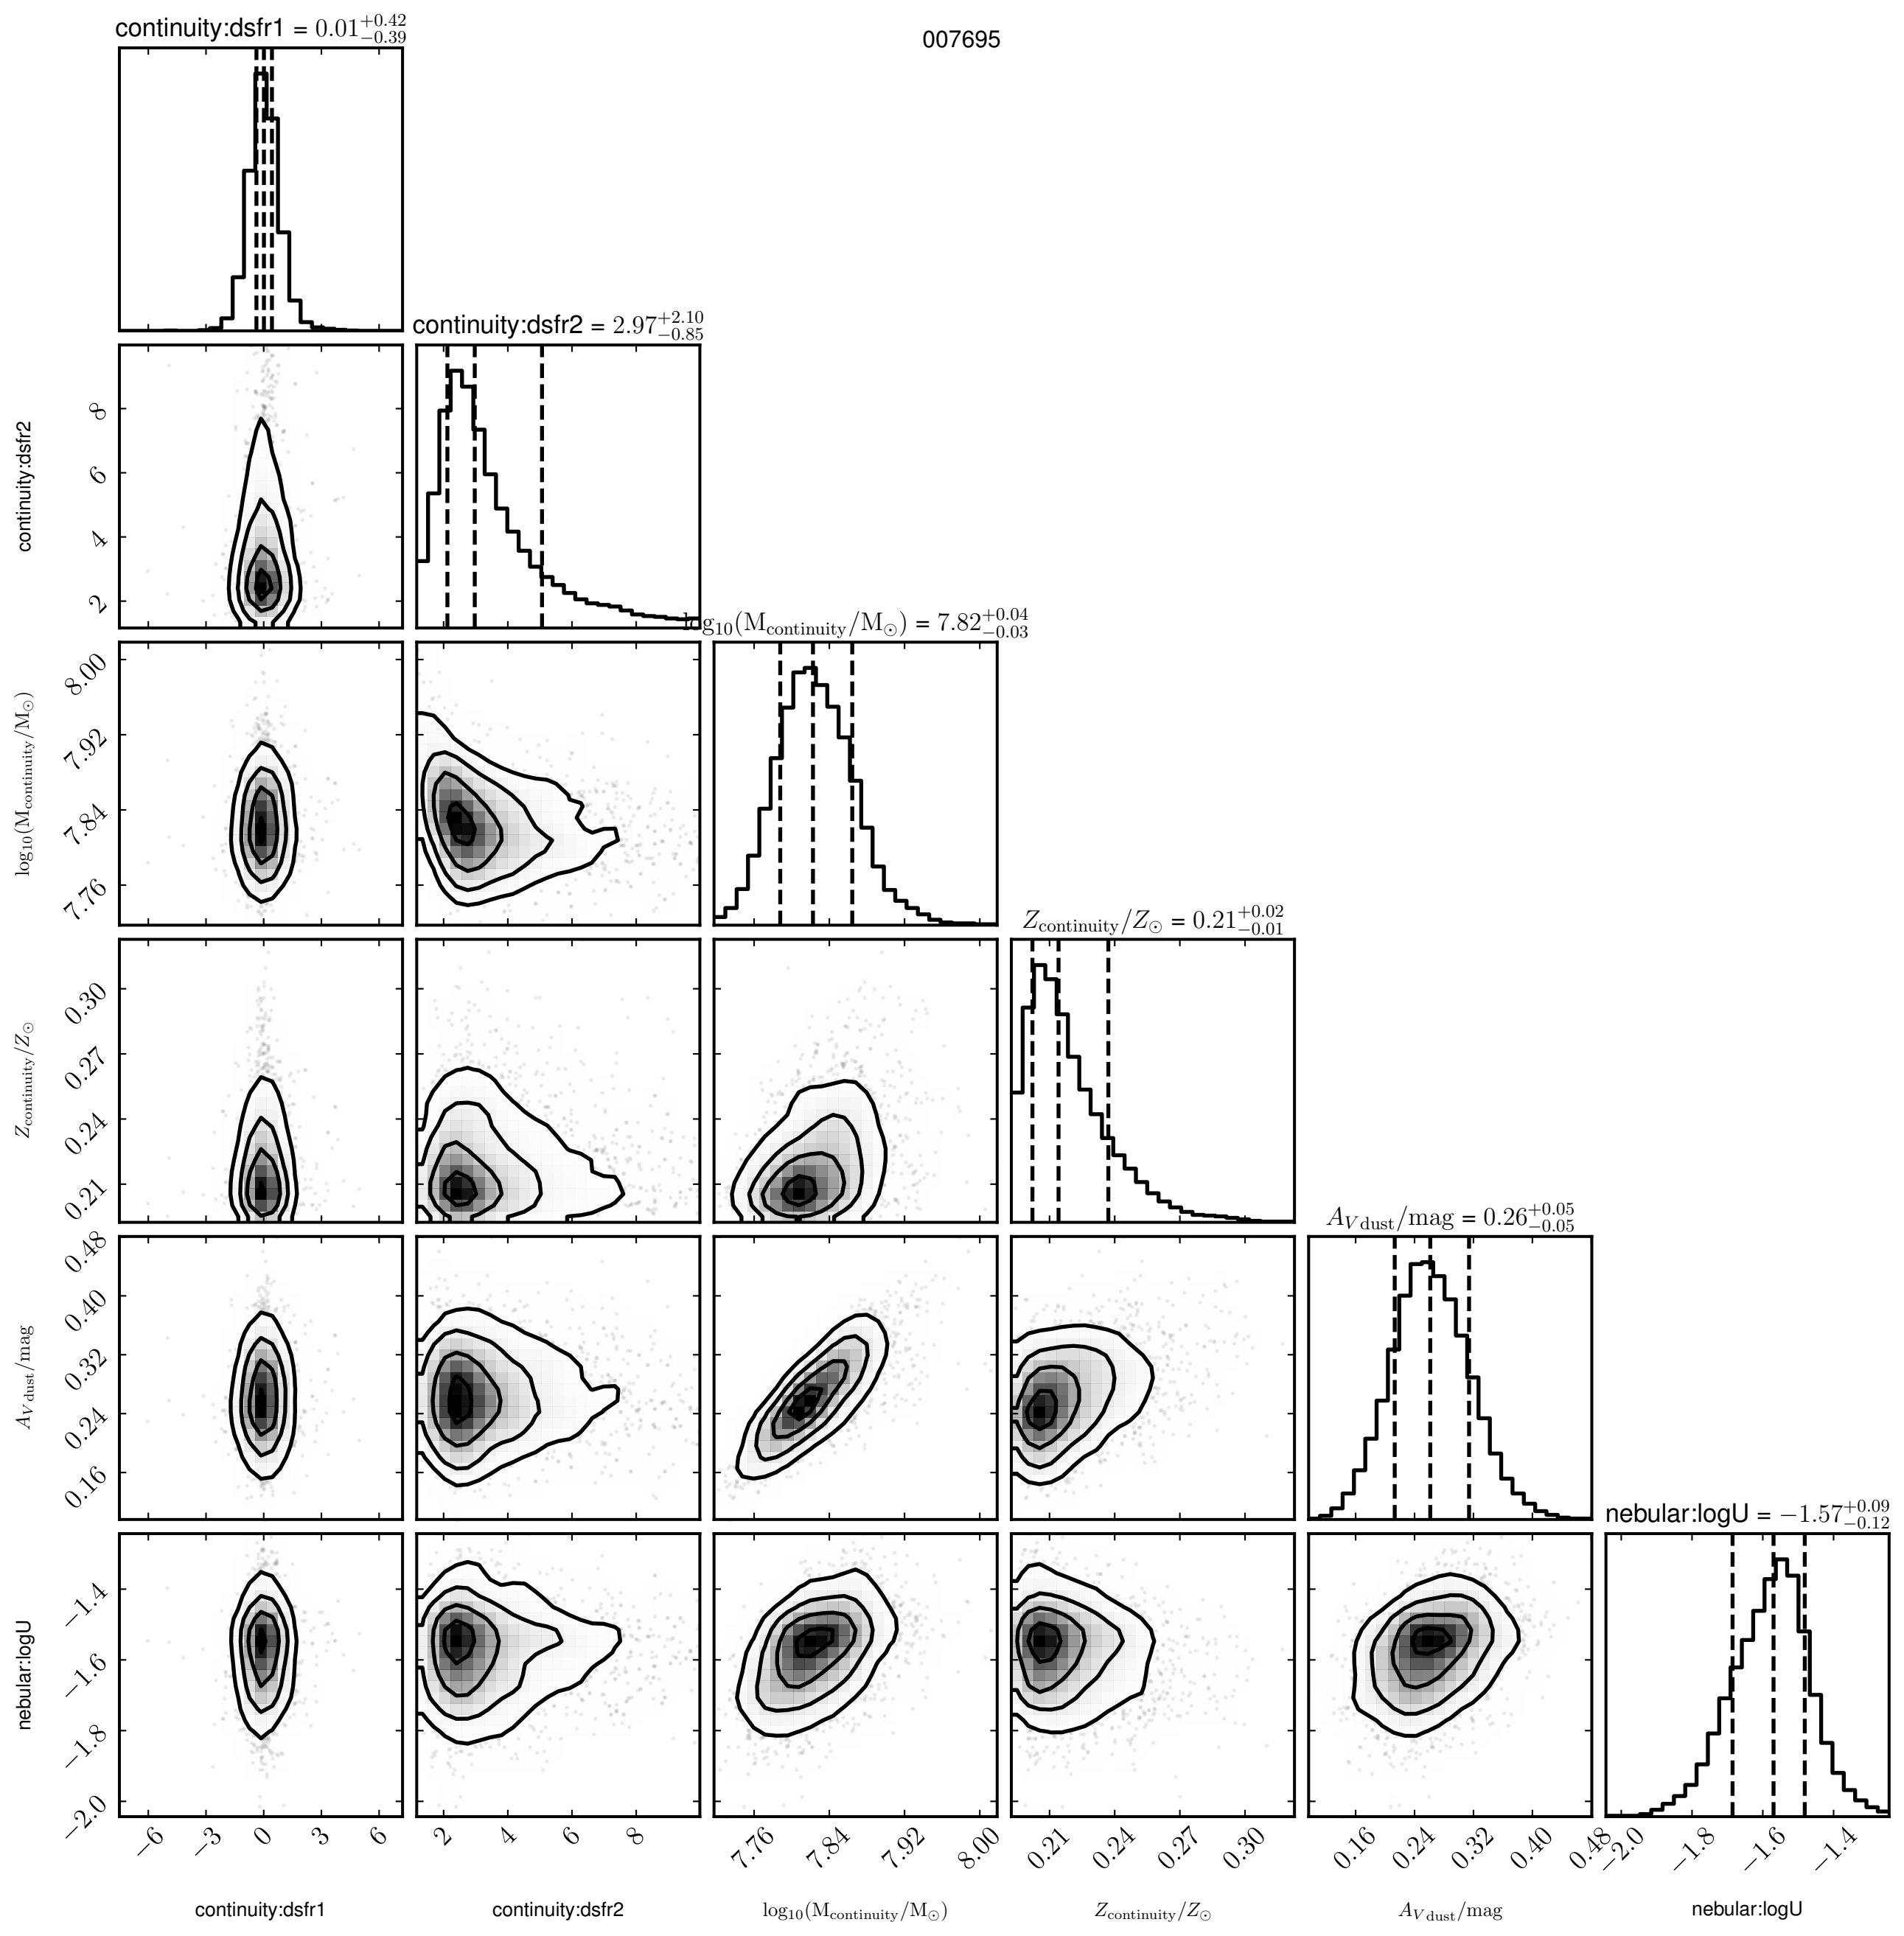 continuity:dsfr1 = 0.01+0.42 −0.39
007695
continuity:dsfr2 = 2.97+2.10 −0.85
continuity:dsfr2
8
6
4
2
log10(Mcontinuity/M⊙) = 7.82+0.04 −0.03
log10(Mcontinuity/M⊙)
8.00
7.92
7.84
7.76
Zcontinuity/Z⊙ = 0.21+0.02 −0.01
Zcontinuity/Z⊙
0.30
0.27
0.24
0.21
AV dust/mag = 0.26+0.05 −0.05
AV dust/mag
0.48
0.40
0.32
0.24
0.16
nebular:logU = −1.57+0.09 −0.12
nebular:logU
−1.4
−1.6
−1.8
−2.0
−6 −3 0 3 6 2 4 6 8 7.76 7.84 7.92 8.00 0.21 0.24 0.27 0.30 0.16 0.24 0.32 0.40 0.48 −2.0 −1.8 −1.6 −1.4
continuity:dsfr1 continuity:dsfr2 log10(Mcontinuity/M⊙) Zcontinuity/Z⊙ AV dust/mag nebular:logU